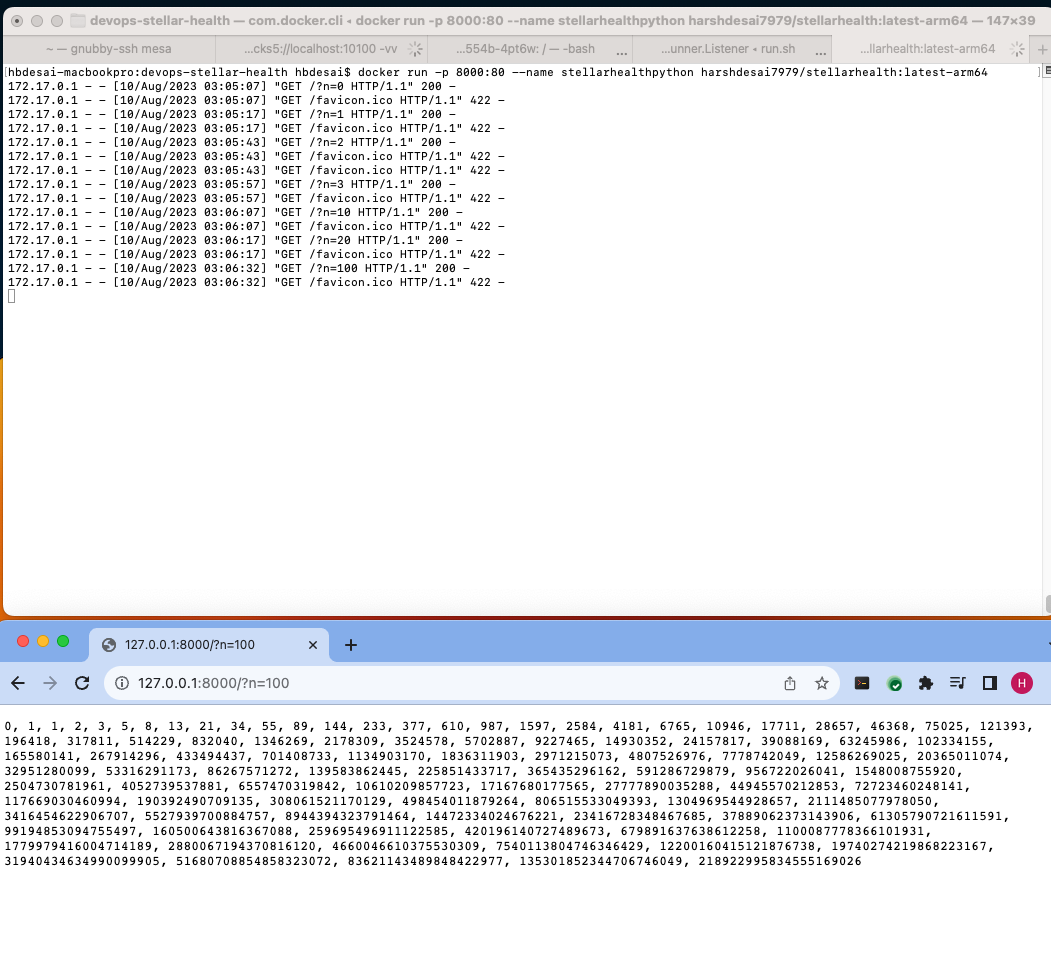 devops-stellar-health — com.docker.cli ◂ docker run -p 8000:80 --name stellarhealthpython harshdesai7979/stellarhealth:latest-arm64 — 147×39
~ — gnubby-ssh mesa ...cks5://localhost:10100 -vv ...554b-4pt6w: / — -bash ... ...unner.Listener ◂ run.sh ... ...llarhealth:latest-arm64 +
[hbdesai-macbookpro:devops-stellar-health hbdesai$ docker run -p 8000:80 --name stellarhealthpython harshdesai7979/stellarhealth:latest-arm64 ]
172.17.0.1 - - [10/Aug/2023 03:05:07] "GET /?n=0 HTTP/1.1" 200 -
172.17.0.1 - - [10/Aug/2023 03:05:07] "GET /favicon.ico HTTP/1.1" 422 -
172.17.0.1 - - [10/Aug/2023 03:05:17] "GET /?n=1 HTTP/1.1" 200 -
172.17.0.1 - - [10/Aug/2023 03:05:17] "GET /favicon.ico HTTP/1.1" 422 -
172.17.0.1 - - [10/Aug/2023 03:05:43] "GET /?n=2 HTTP/1.1" 200 -
172.17.0.1 - - [10/Aug/2023 03:05:43] "GET /favicon.ico HTTP/1.1" 422 -
172.17.0.1 - - [10/Aug/2023 03:05:43] "GET /favicon.ico HTTP/1.1" 422 -
172.17.0.1 - - [10/Aug/2023 03:05:57] "GET /?n=3 HTTP/1.1" 200 -
172.17.0.1 - - [10/Aug/2023 03:05:57] "GET /favicon.ico HTTP/1.1" 422 -
172.17.0.1 - - [10/Aug/2023 03:06:07] "GET /?n=10 HTTP/1.1" 200 -
172.17.0.1 - - [10/Aug/2023 03:06:07] "GET /favicon.ico HTTP/1.1" 422 -
172.17.0.1 - - [10/Aug/2023 03:06:17] "GET /?n=20 HTTP/1.1" 200 -
172.17.0.1 - - [10/Aug/2023 03:06:17] "GET /favicon.ico HTTP/1.1" 422 -
172.17.0.1 - - [10/Aug/2023 03:06:32] "GET /?n=100 HTTP/1.1" 200 -
172.17.0.1 - - [10/Aug/2023 03:06:32] "GET /favicon.ico HTTP/1.1" 422 -
127.0.0.1:8000/?n=100
127.0.0.1:8000/?n=100 H
0, 1, 1, 2, 3, 5, 8, 13, 21, 34, 55, 89, 144, 233, 377, 610, 987, 1597, 2584, 4181, 6765, 10946, 17711, 28657, 46368, 75025, 121393,
196418, 317811, 514229, 832040, 1346269, 2178309, 3524578, 5702887, 9227465, 14930352, 24157817, 39088169, 63245986, 102334155,
165580141, 267914296, 433494437, 701408733, 1134903170, 1836311903, 2971215073, 4807526976, 7778742049, 12586269025, 20365011074,
32951280099, 53316291173, 86267571272, 139583862445, 225851433717, 365435296162, 591286729879, 956722026041, 1548008755920,
2504730781961, 4052739537881, 6557470319842, 10610209857723, 17167680177565, 27777890035288, 44945570212853, 72723460248141,
117669030460994, 190392490709135, 308061521170129, 498454011879264, 806515533049393, 1304969544928657, 2111485077978050,
3416454622906707, 5527939700884757, 8944394323791464, 14472334024676221, 23416728348467685, 37889062373143906, 61305790721611591,
99194853094755497, 160500643816367088, 259695496911122585, 420196140727489673, 679891637638612258, 1100087778366101931,
1779979416004714189, 2880067194370816120, 4660046610375530309, 7540113804746346429, 12200160415121876738, 19740274219868223167,
31940434634990099905, 51680708854858323072, 83621143489848422977, 135301852344706746049, 218922995834555169026